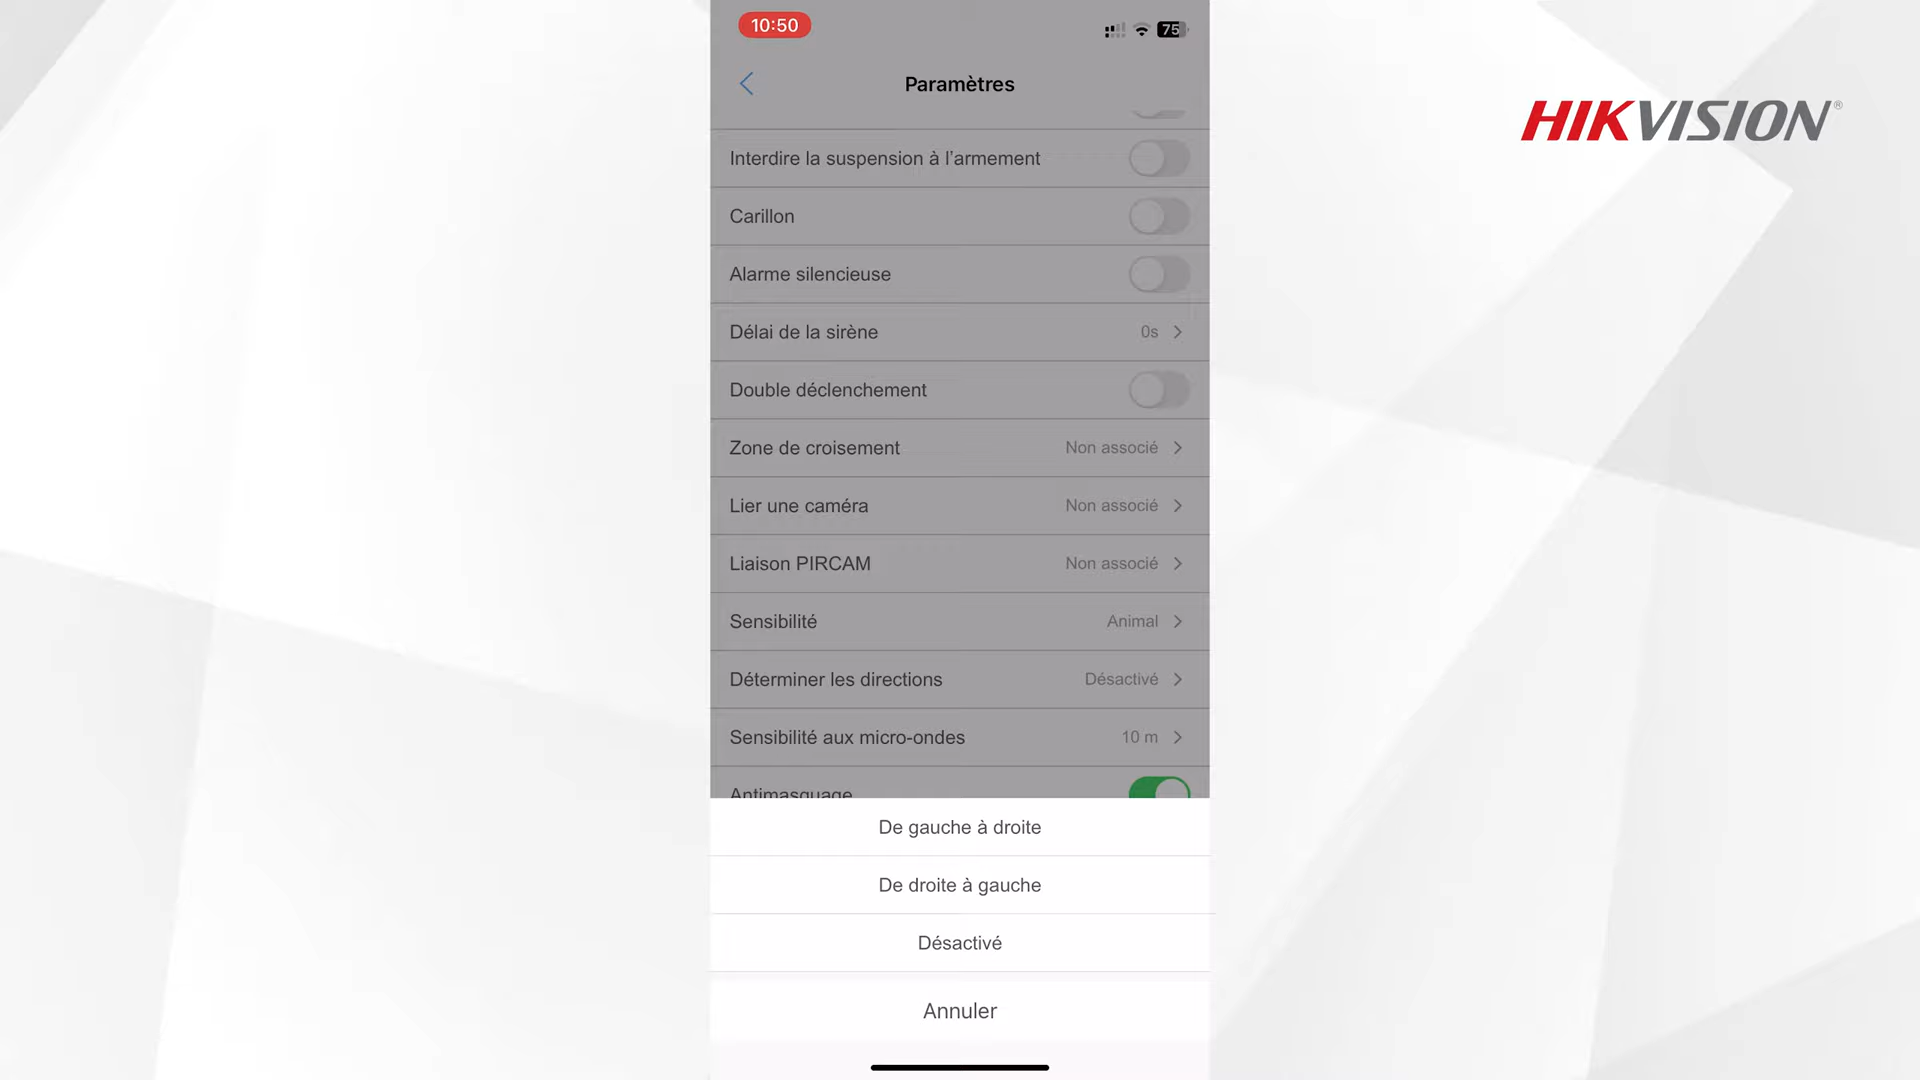 10:50
75
Paramètres
HIKVISION®
Interdire la suspension à l'armement
Carillon
Alarme silencieuse
Délai de la sirène 0s
Double déclenchement
Zone de croisement Non associé
Lier une caméra Non associé
Liaison PIRCAM Non associé
Sensibilité Animal
Déterminer les directions Désactivé
Sensibilité aux micro-ondes 10 m
Antimasquage
De gauche à droite
De droite à gauche
Désactivé
Annuler